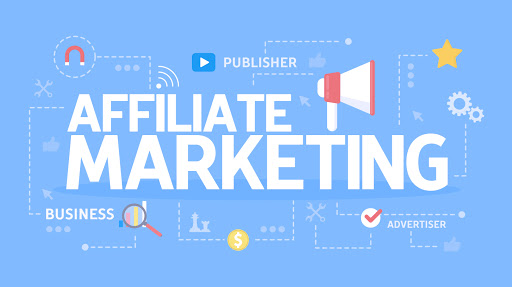 PUBLISHER
AFFILIATE
MARKETING
BUSINESS
ADVERTISER